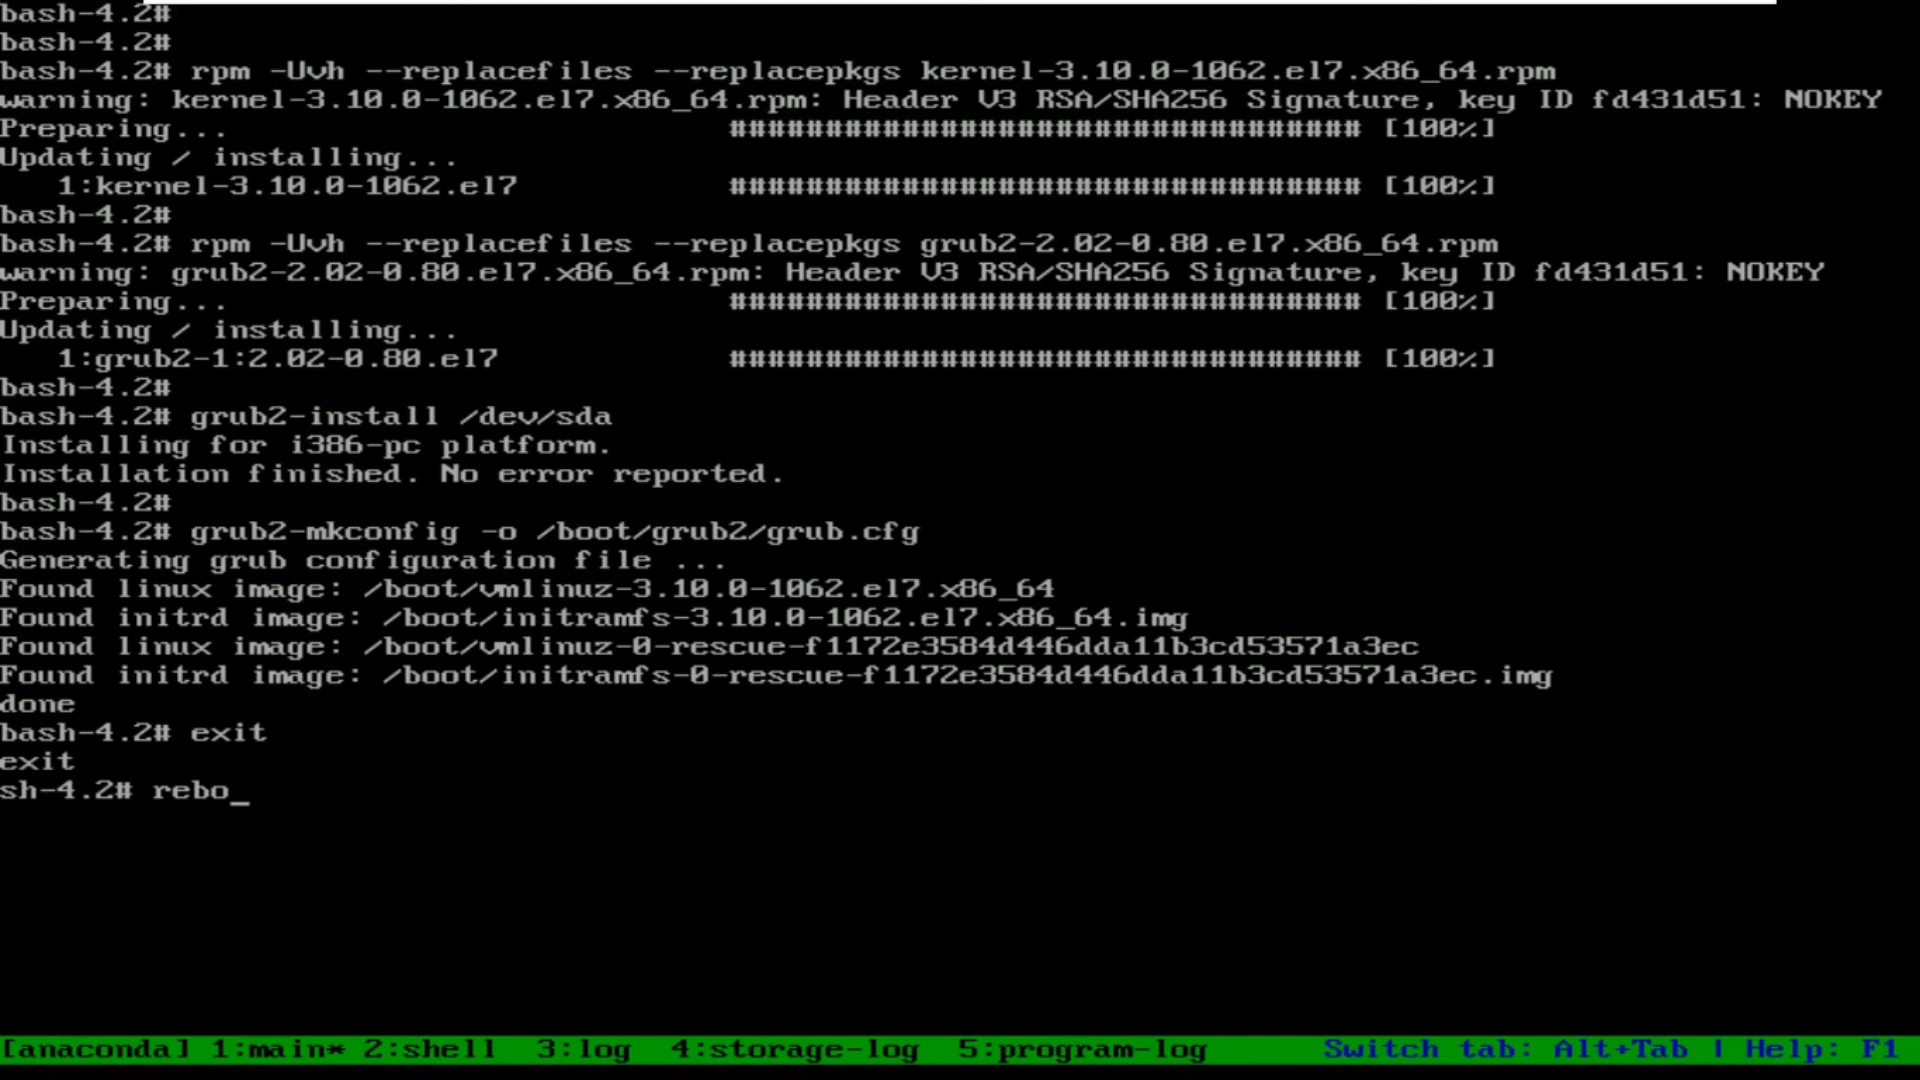 bash-4.2#
bash-4.2#
bash-4.2# rpm -Uvh --replacefiles --replacepkgs kernel-3.10.0-1062.el7.x86_64.rpm
warning: kernel-3.10.0-1062.el7.x86_64.rpm: Header V3 RSA/SHA256 Signature, key ID fd431d51: NOKEY
Preparing...                          ################################# [100%]
Updating / installing...
   1:kernel-3.10.0-1062.el7           ################################# [100%]
bash-4.2#
bash-4.2# rpm -Uvh --replacefiles --replacepkgs grub2-2.02-0.80.el7.x86_64.rpm
warning: grub2-2.02-0.80.el7.x86_64.rpm: Header V3 RSA/SHA256 Signature, key ID fd431d51: NOKEY
Preparing...                          ################################# [100%]
Updating / installing...
   1:grub2-1:2.02-0.80.el7            ################################# [100%]
bash-4.2#
bash-4.2# grub2-install /dev/sda
Installing for i386-pc platform.
Installation finished. No error reported.
bash-4.2#
bash-4.2# grub2-mkconfig -o /boot/grub2/grub.cfg
Generating grub configuration file ...
Found linux image: /boot/vmlinuz-3.10.0-1062.el7.x86_64
Found initrd image: /boot/initramfs-3.10.0-1062.el7.x86_64.img
Found linux image: /boot/vmlinuz-0-rescue-f1172e3584d446dda11b3cd53571a3ec
Found initrd image: /boot/initramfs-0-rescue-f1172e3584d446dda11b3cd53571a3ec.img
done
bash-4.2# exit
exit
sh-4.2# rebo_
[anaconda] 1:main* 2:shell  3:log  4:storage-log  5:program-log      Switch tab: Alt+Tab | Help: F1